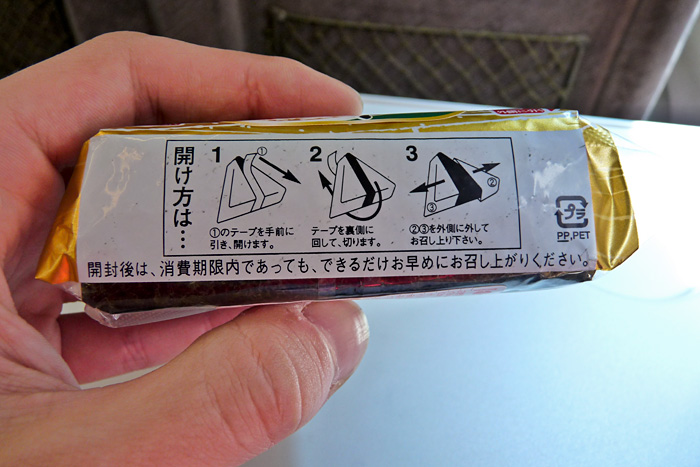 開け方は…
1
①
①のテープを手前に
引き、開けます。
2
テープを裏側に
回して、切ります。
3
②
③
②③を外側に外して
お召し上り下さい。
プラ
PP,PET
開封後は、消費期限内であっても、できるだけお早めにお召し上がりください。